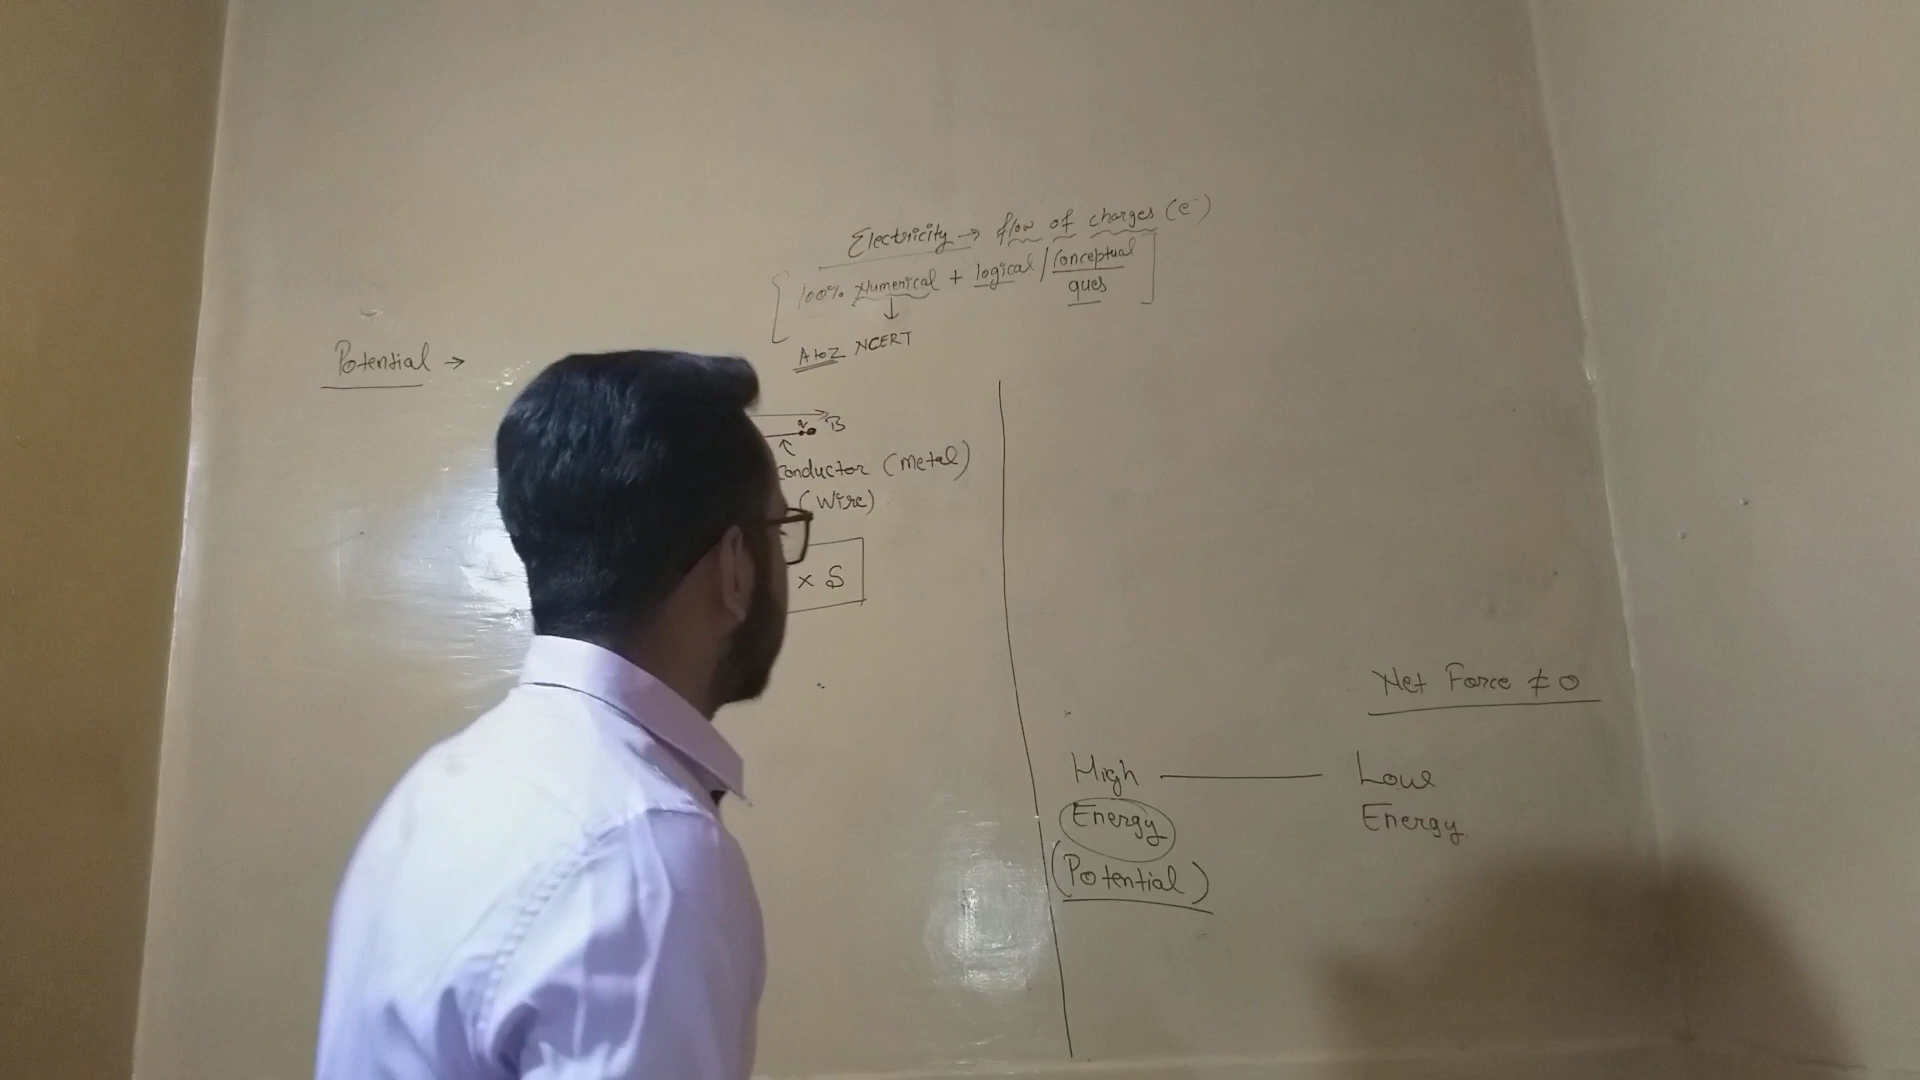 Electricity → flow of charges (e⁻)
[100% Numerical + logical / Conceptual
ques]
↓
A to Z NCERT
Potential →
B
Conductor (Metal)
(Wire)
× S
Net Force ≠ 0
High — Low
Energy Energy
(Potential)